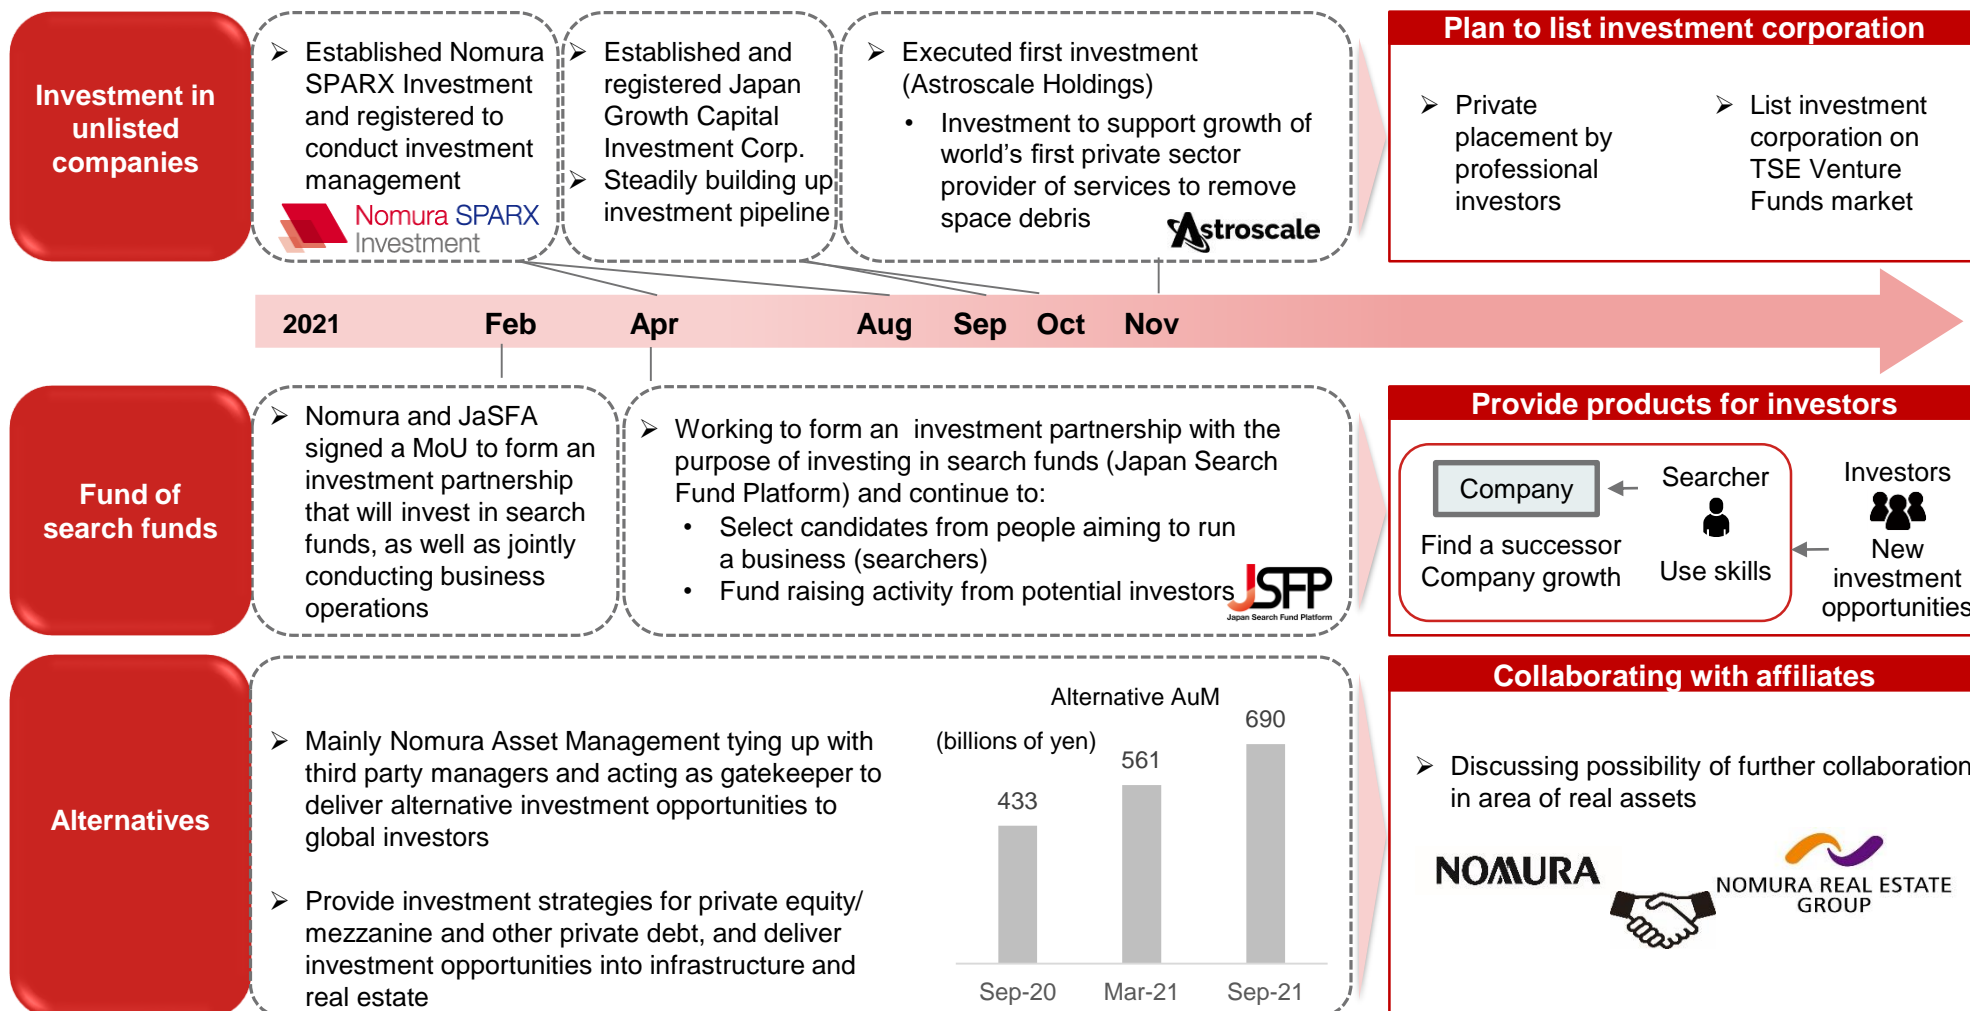 Investment in
unlisted
companies
➢ Established Nomura
SPARX Investment
and registered to
conduct investment
management
Nomura SPARX
Investment
➢ Established and
registered Japan
Growth Capital
Investment Corp.
➢ Steadily building up
investment pipeline
➢ Executed first investment
(Astroscale Holdings)
• Investment to support growth of
world’s first private sector
provider of services to remove
space debris
Astroscale
Plan to list investment corporation
➢ Private
placement by
professional
investors
➢ List investment
corporation on
TSE Venture
Funds market
2021 Feb Apr Aug Sep Oct Nov
Fund of
search funds
➢ Nomura and JaSFA
signed a MoU to form an
investment partnership
that will invest in search
funds, as well as jointly
conducting business
operations
➢ Working to form an investment partnership with the
purpose of investing in search funds (Japan Search
Fund Platform) and continue to:
• Select candidates from people aiming to run
a business (searchers)
• Fund raising activity from potential investors
JSFP
Japan Search Fund Platform
Provide products for investors
Company
Find a successor
Company growth
Searcher
Use skills
Investors
New
investment
opportunities
Alternatives
➢ Mainly Nomura Asset Management tying up with
third party managers and acting as gatekeeper to
deliver alternative investment opportunities to
global investors
➢ Provide investment strategies for private equity/
mezzanine and other private debt, and deliver
investment opportunities into infrastructure and
real estate
Alternative AuM
(billions of yen)
433
561
690
Sep-20 Mar-21 Sep-21
Collaborating with affiliates
➢ Discussing possibility of further collaboration
in area of real assets
NOMURA
NOMURA REAL ESTATE
GROUP